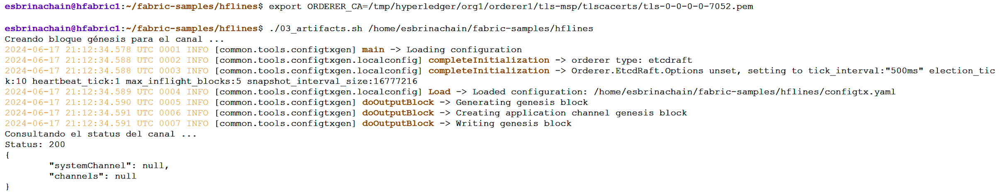 esbrinachain@hfabric1:~/fabric-samples/hflines$ export ORDERER_CA=/tmp/hyperledger/org1/orderer1/tls-msp/tlscacerts/tls-0-0-0-0-7052.pem
esbrinachain@hfabric1:~/fabric-samples/hflines$ ./03_artifacts.sh /home/esbrinachain/fabric-samples/hflines
Creando bloque génesis para el canal ...
2024-06-17 21:12:34.578 UTC 0001 INFO [common.tools.configtxgen] main -> Loading configuration
2024-06-17 21:12:34.588 UTC 0002 INFO [common.tools.configtxgen.localconfig] completeInitialization -> orderer type: etcdraft
2024-06-17 21:12:34.588 UTC 0003 INFO [common.tools.configtxgen.localconfig] completeInitialization -> Orderer.EtcdRaft.Options unset, setting to tick_interval:"500ms" election_tic
k:10 heartbeat_tick:1 max_inflight_blocks:5 snapshot_interval_size:16777216
2024-06-17 21:12:34.589 UTC 0004 INFO [common.tools.configtxgen.localconfig] Load -> Loaded configuration: /home/esbrinachain/fabric-samples/hflines/configtx.yaml
2024-06-17 21:12:34.590 UTC 0005 INFO [common.tools.configtxgen] doOutputBlock -> Generating genesis block
2024-06-17 21:12:34.591 UTC 0006 INFO [common.tools.configtxgen] doOutputBlock -> Creating application channel genesis block
2024-06-17 21:12:34.591 UTC 0007 INFO [common.tools.configtxgen] doOutputBlock -> Writing genesis block
Consultando el status del canal ...
Status: 200
{
        "systemChannel": null,
        "channels": null
}